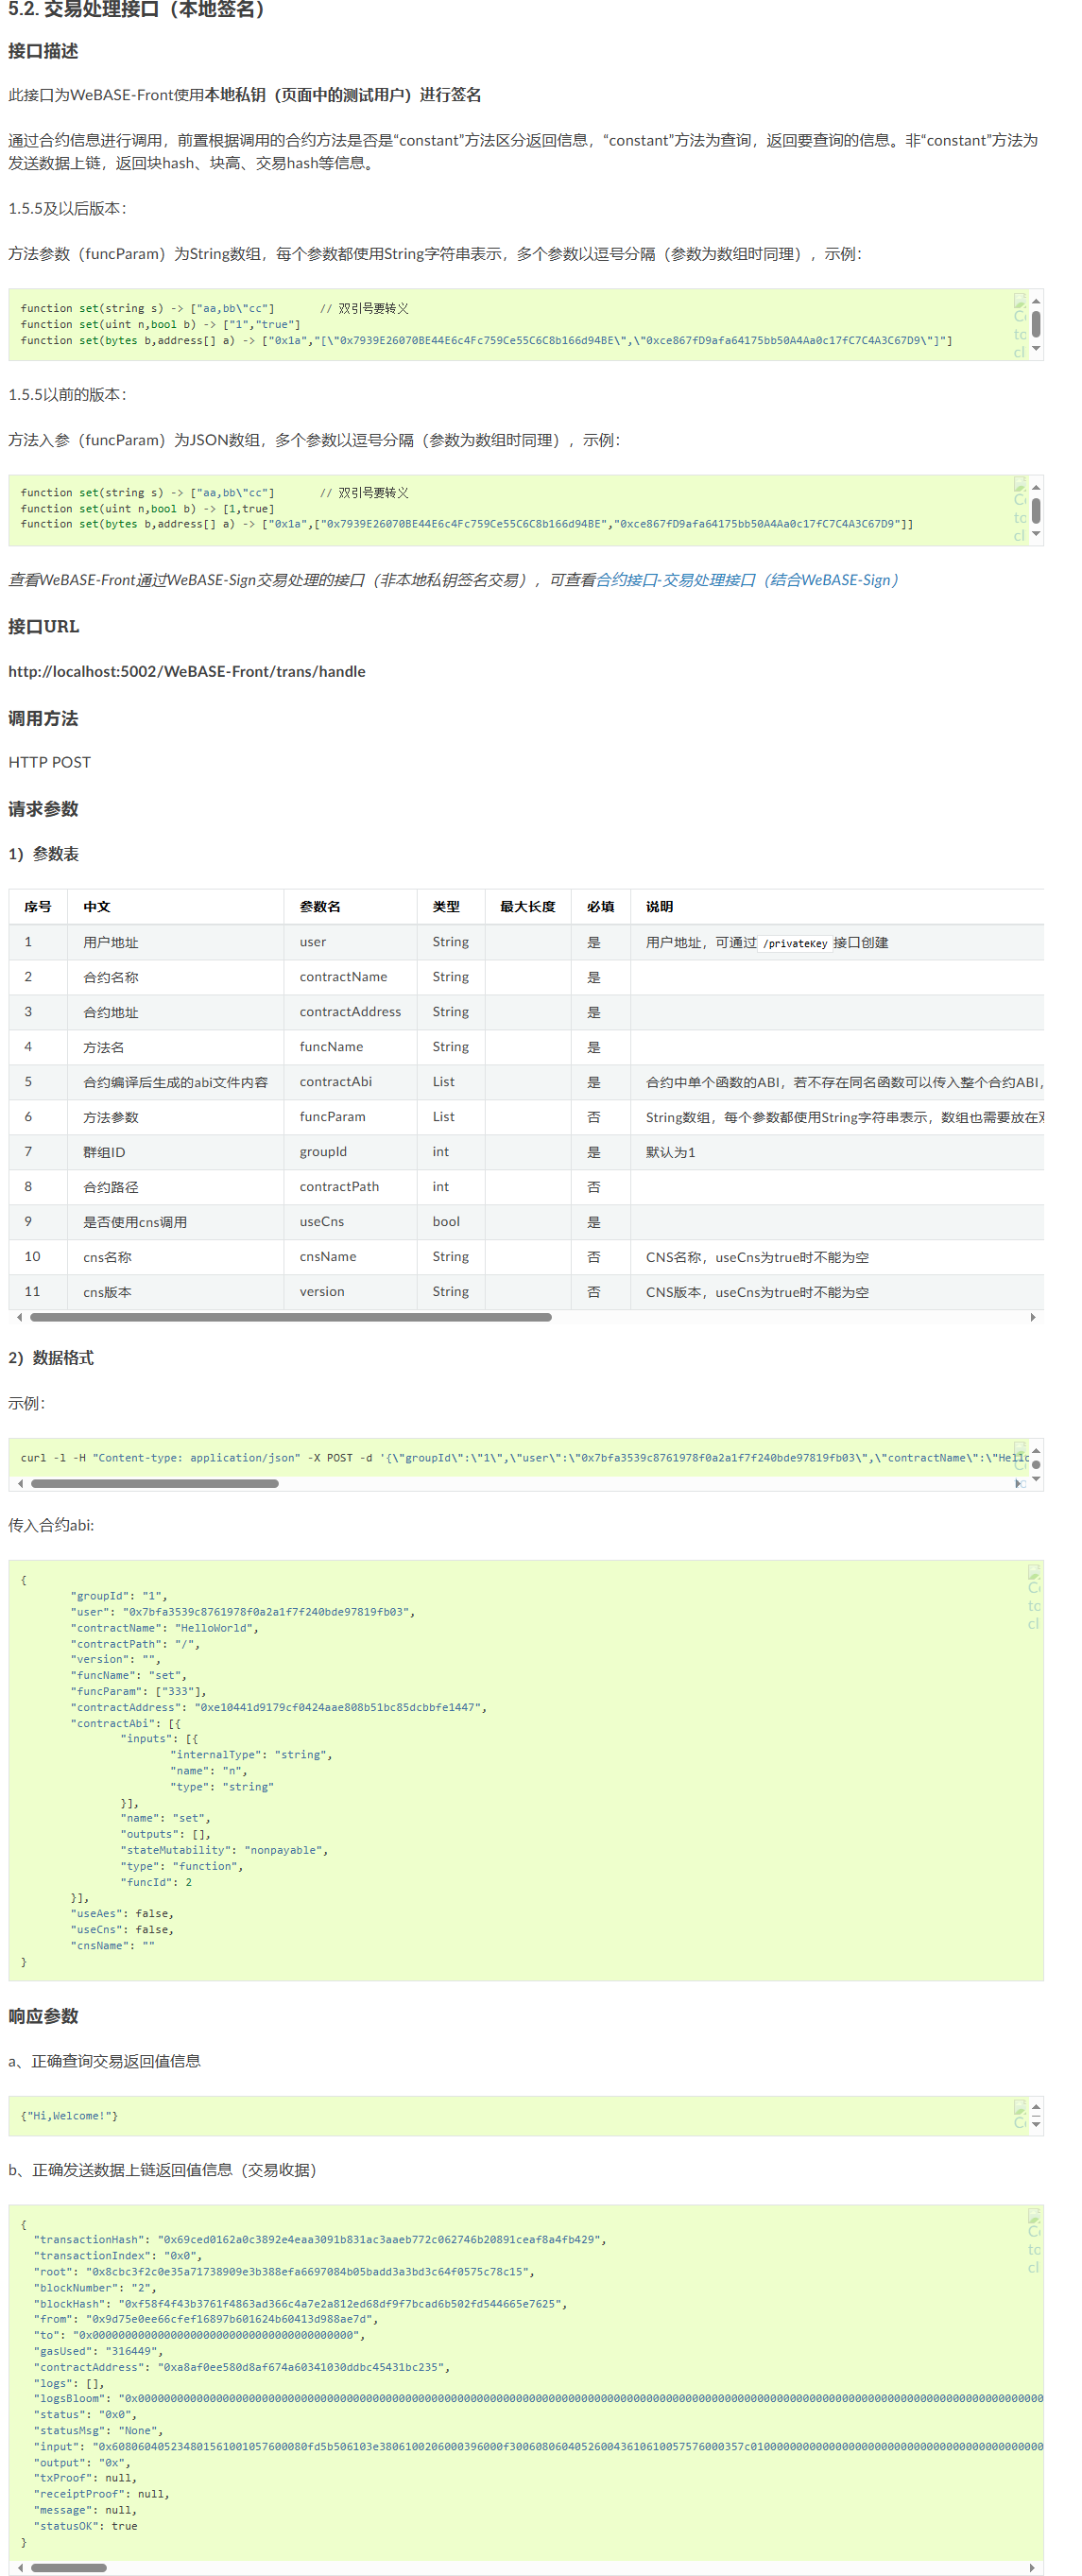 5.2. 交易处理接口（本地签名）
接口描述
此接口为WeBASE-Front使用本地私钥（页面中的测试用户）进行签名
通过合约信息进行调用，前置根据调用的合约方法是否是“constant”方法区分返回信息，“constant”方法为查询，返回要查询的信息。非“constant”方法为
发送数据上链，返回块hash、块高、交易hash等信息。
1.5.5及以后版本：
方法参数（funcParam）为String数组，每个参数都使用String字符串表示，多个参数以逗号分隔（参数为数组时同理），示例：
function set(string s) -> ["aa,bb\"cc"] // 双引号要转义
function set(uint n,bool b) -> ["1","true"]
function set(bytes b,address[] a) -> ["0x1a","[\"0x7939E26070BE44E6c4Fc759Ce55C6C8b166d94BE\",\"0xce867fD9afa64175bb50A4Aa0c17fC7C4A3C67D9\"]"]
1.5.5以前的版本：
方法入参（funcParam）为JSON数组，多个参数以逗号分隔（参数为数组时同理），示例：
function set(string s) -> ["aa,bb\"cc"] // 双引号要转义
function set(uint n,bool b) -> [1,true]
function set(bytes b,address[] a) -> ["0x1a",["0x7939E26070BE44E6c4Fc759Ce55C6C8b166d94BE","0xce867fD9afa64175bb50A4Aa0c17fC7C4A3C67D9"]]
查看WeBASE-Front通过WeBASE-Sign交易处理的接口（非本地私钥签名交易），可查看合约接口-交易处理接口（结合WeBASE-Sign）
接口URL
http://localhost:5002/WeBASE-Front/trans/handle
调用方法
HTTP POST
请求参数
1）参数表
序号 中文 参数名 类型 最大长度 必填 说明
1 用户地址 user String 是 用户地址，可通过 /privateKey 接口创建
2 合约名称 contractName String 是
3 合约地址 contractAddress String 是
4 方法名 funcName String 是
5 合约编译后生成的abi文件内容 contractAbi List 是 合约中单个函数的ABI，若不存在同名函数可以传入整个合约ABI，
6 方法参数 funcParam List 否 String数组，每个参数都使用String字符串表示，数组也需要放在
7 群组ID groupId int 是 默认为1
8 合约路径 contractPath int 否
9 是否使用cns调用 useCns bool 是
10 cns名称 cnsName String 否 CNS名称，useCns为true时不能为空
11 cns版本 version String 否 CNS版本，useCns为true时不能为空
2）数据格式
示例：
curl -l -H "Content-type: application/json" -X POST -d '{\"groupId\":\"1\",\"user\":\"0x7bfa3539c8761978f0a2a1f7f240bde97819fb03\",\"contractName\":\"Hello
传入合约abi:
{
"groupId": "1",
"user": "0x7bfa3539c8761978f0a2a1f7f240bde97819fb03",
"contractName": "HelloWorld",
"contractPath": "/",
"version": "",
"funcName": "set",
"funcParam": ["333"],
"contractAddress": "0xe10441d9179cf0424aae808b51bc85dcbbfe1447",
"contractAbi": [{
"inputs": [{
"internalType": "string",
"name": "n",
"type": "string"
}],
"name": "set",
"outputs": [],
"stateMutability": "nonpayable",
"type": "function",
"funcId": 2
}],
"useAes": false,
"useCns": false,
"cnsName": ""
}
响应参数
a、正确查询交易返回值信息
{"Hi,Welcome!"}
b、正确发送数据上链返回值信息（交易收据）
{
"transactionHash": "0x69ced0162a0c3892e4eaa3091b831ac3aaeb772c062746b20891ceaf8a4fb429",
"transactionIndex": "0x0",
"root": "0x8cbc3f2c0e35a71738909e3b388efa6697084b05badd3a3bd3c64f0575c78c15",
"blockNumber": "2",
"blockHash": "0xf58f4f43b3761f4863ad366c4a7e2a812ed68df9f7bcad6b502fd544665e7625",
"from": "0x9d75e0ee66cfef16897b601624b60413d988ae7d",
"to": "0x0000000000000000000000000000000000000000",
"gasUsed": "316449",
"contractAddress": "0xa8af0ee580d8af674a60341030ddbc45431bc235",
"logs": [],
"logsBloom":
"status": "0x0",
"statusMsg": "None",
"input":
"output": "0x",
"txProof": null,
"receiptProof": null,
"message": null,
"statusOK": true
}